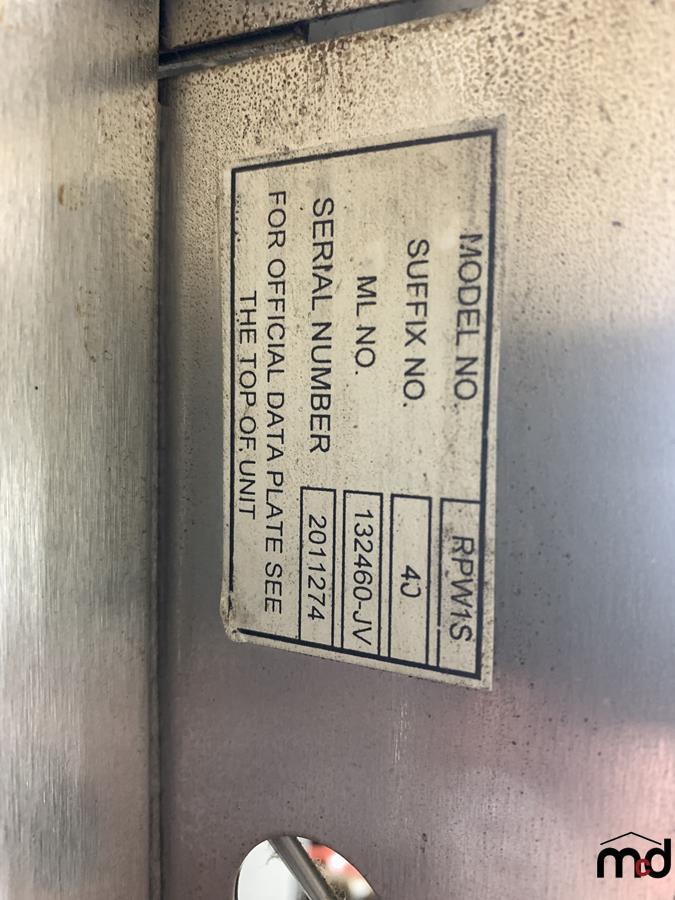 MODEL NO. RPW1S
SUFFIX NO. 40
ML NO. 132460-JV
SERIAL NUMBER 2011274
FOR OFFICIAL DATA PLATE SEE
THE TOP OF UNIT
mcd